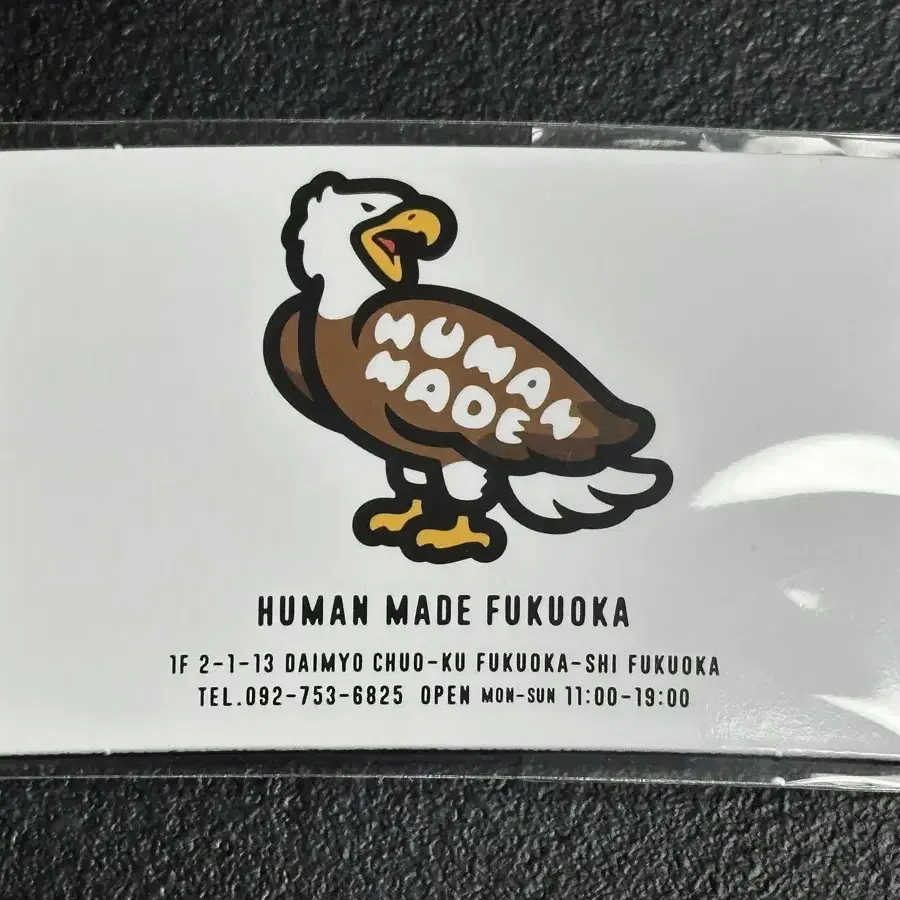 HUMAN
MADE
HUMAN MADE FUKUOKA
1F 2-1-13 DAIMYO CHUO-KU FUKUOKA-SHI FUKUOKA
TEL.092-753-6825 OPEN MON-SUN 11:00-19:00